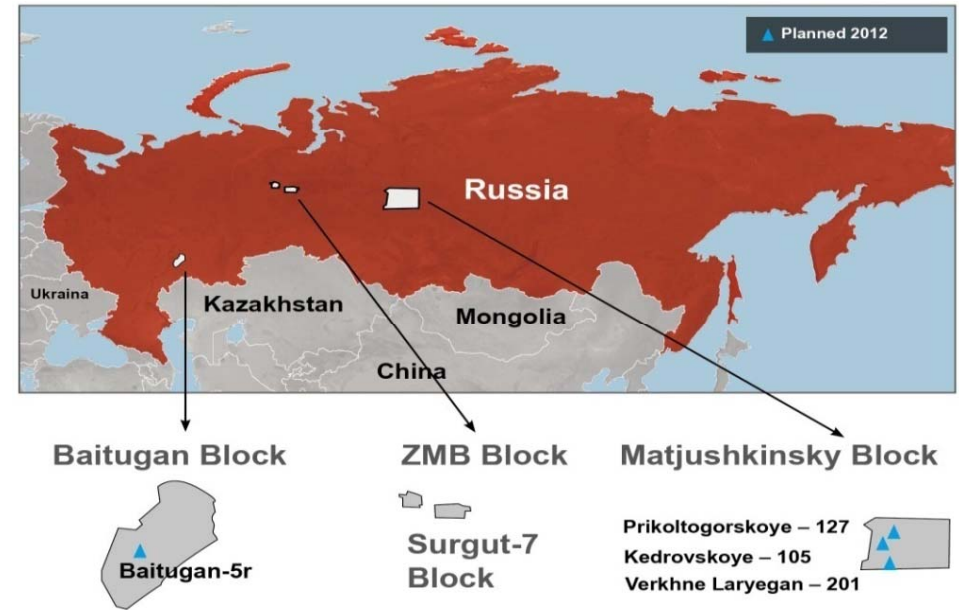 Planned 2012
Russia
Ukraina
Kazakhstan
Mongolia
China
Baitugan Block
ZMB Block
Matjushkinsky Block
Baitugan-5r
Surgut-7
Block
Prikoltogorskoye – 127
Kedrovskoye – 105
Verkhne Laryegan – 201